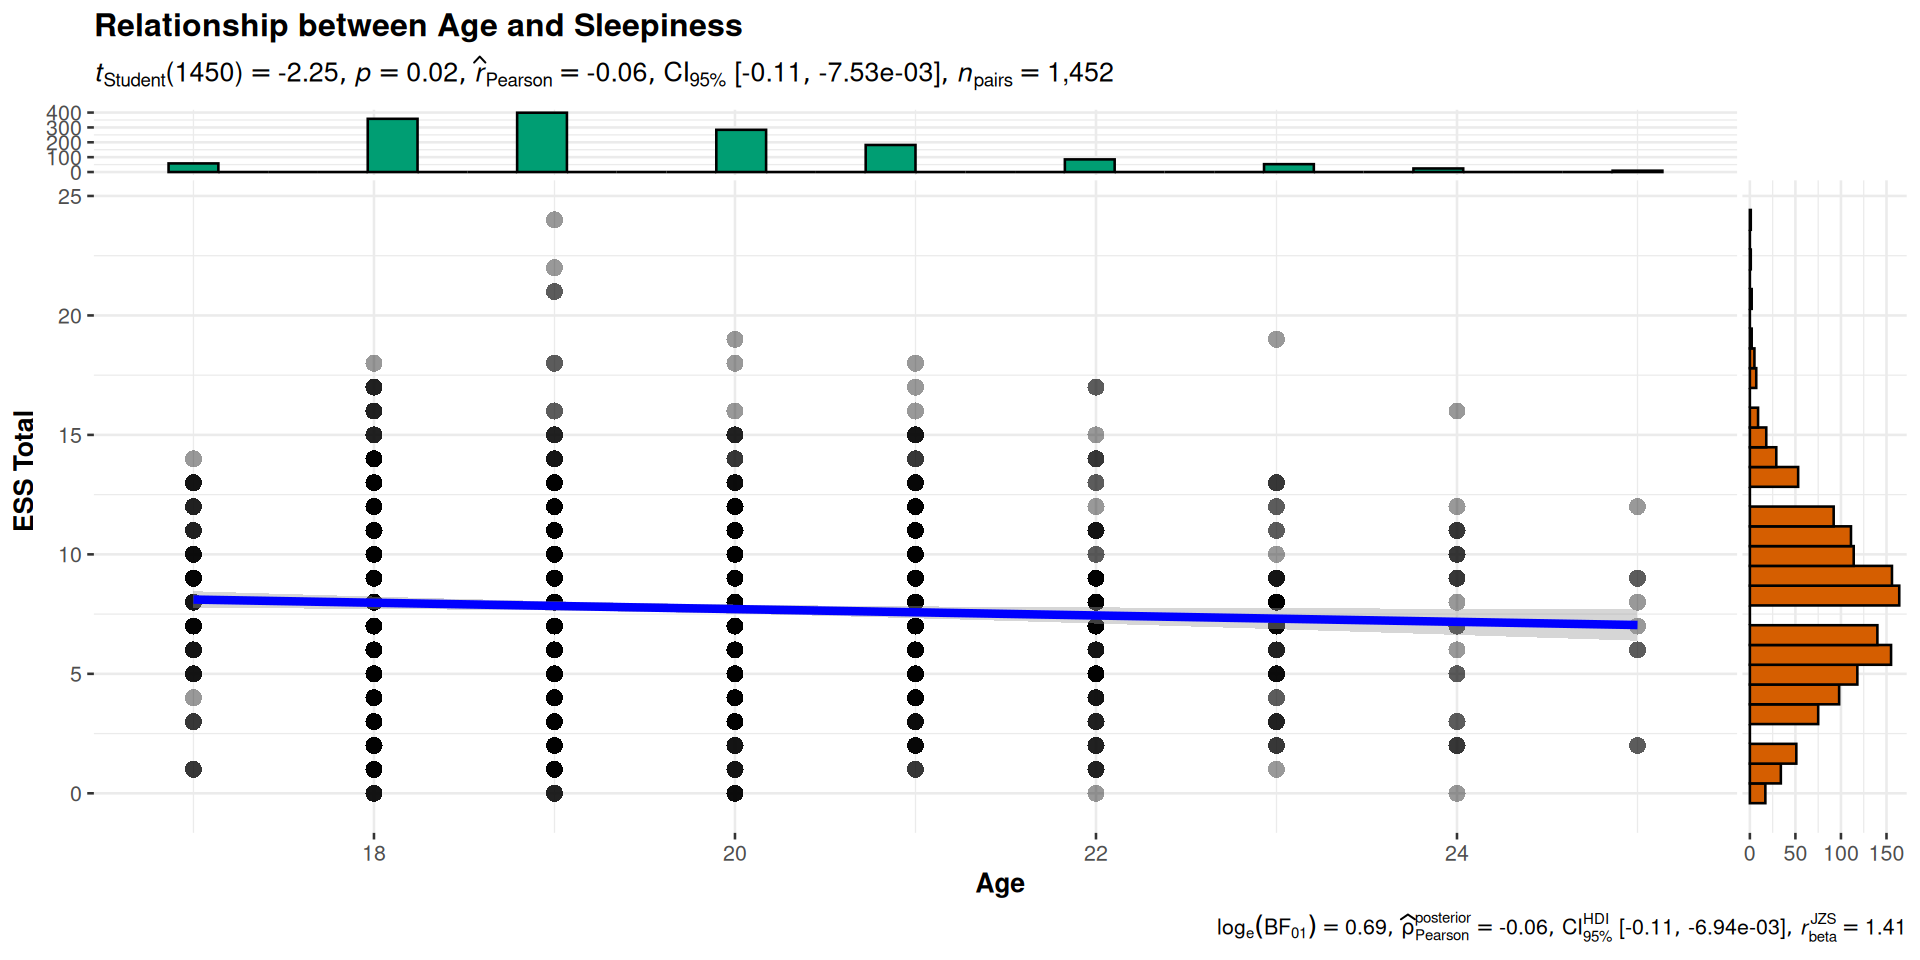 Relationship between Age and Sleepiness
t_Student(1450) = -2.25, p = 0.02, r̂_Pearson = -0.06, CI_95% [-0.11, -7.53e-03], n_pairs = 1,452
400
300
200
100
0
25
20
15
10
5
0
ESS Total
18 20 22 24
0 50 100 150
Age
log_e(BF_01) = 0.69, ρ̂_Pearson^posterior = -0.06, CI_95%^HDI [-0.11, -6.94e-03], r_beta^JZS = 1.41